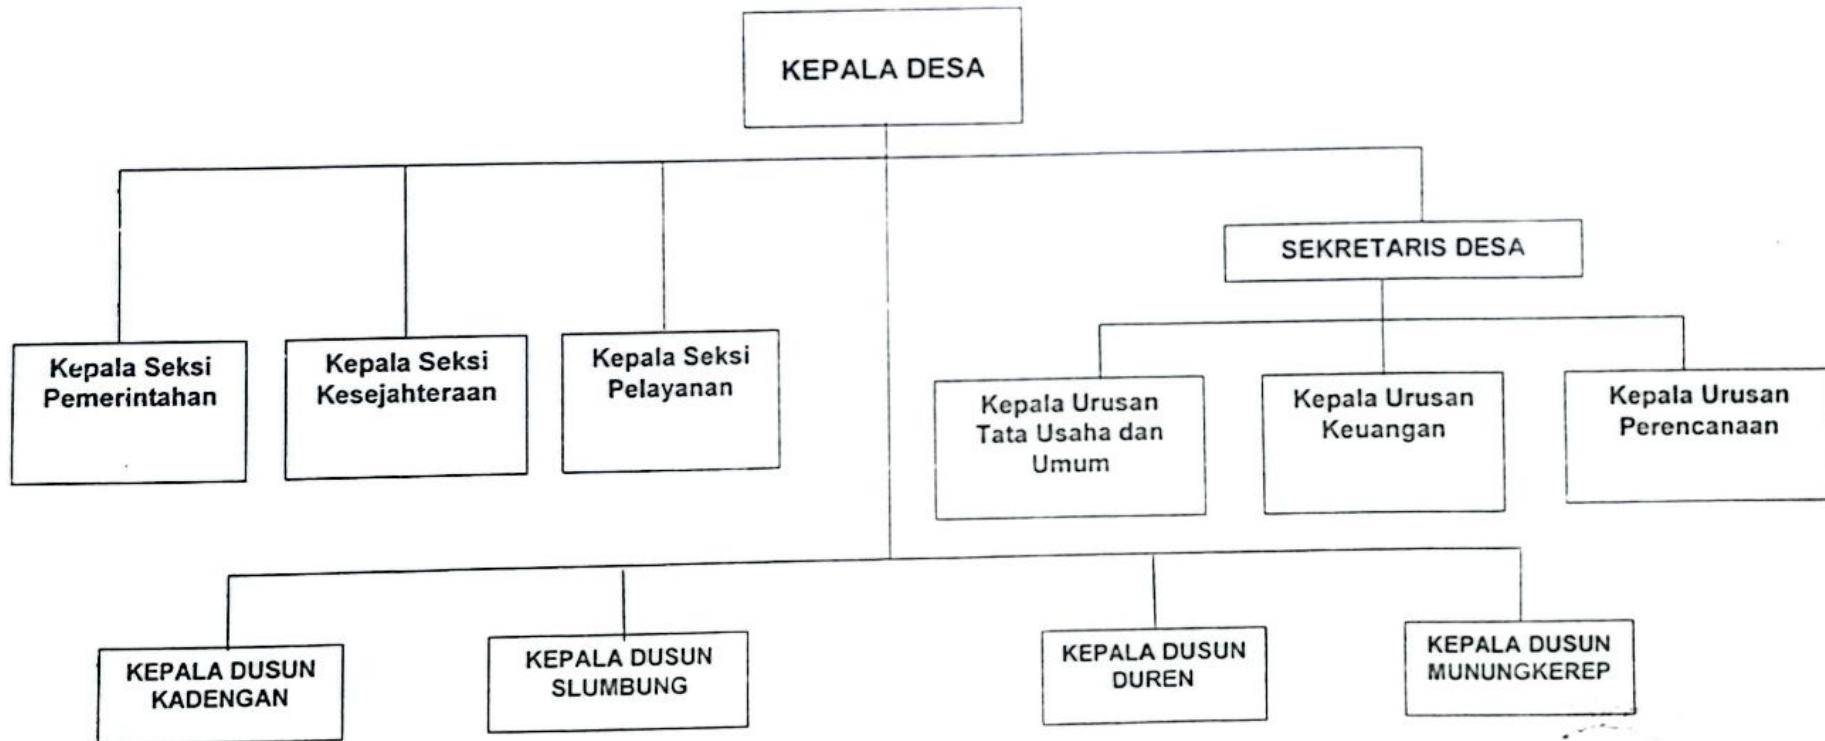 KEPALA DESA
SEKRETARIS DESA
Kepala Seksi
Pemerintahan
Kepala Seksi
Kesejahteraan
Kepala Seksi
Pelayanan
Kepala Urusan
Tata Usaha dan
Umum
Kepala Urusan
Keuangan
Kepala Urusan
Perencanaan
KEPALA DUSUN
KADENGAN
KEPALA DUSUN
SLUMBUNG
KEPALA DUSUN
DUREN
KEPALA DUSUN
MUNUNGKEREP